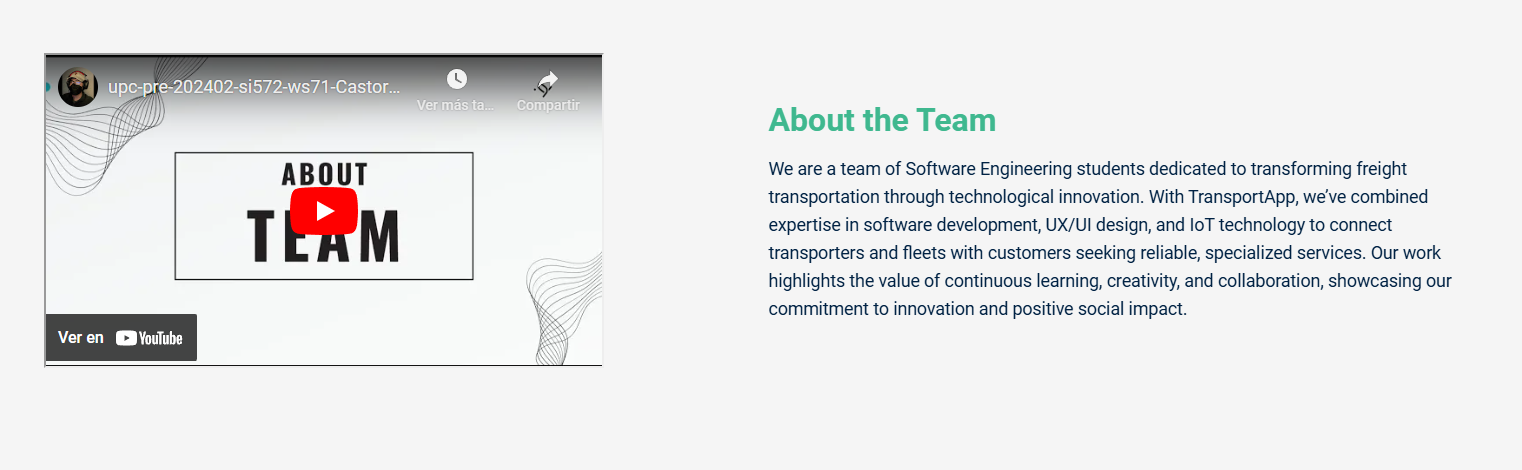 upc-pre-202402-si572-ws71-Castor...
Ver más ta...
Compartir
ABOUT
TEAM
Ver en YouTube
About the Team
We are a team of Software Engineering students dedicated to transforming freight
transportation through technological innovation. With TransportApp, we’ve combined
expertise in software development, UX/UI design, and IoT technology to connect
transporters and fleets with customers seeking reliable, specialized services. Our work
highlights the value of continuous learning, creativity, and collaboration, showcasing our
commitment to innovation and positive social impact.